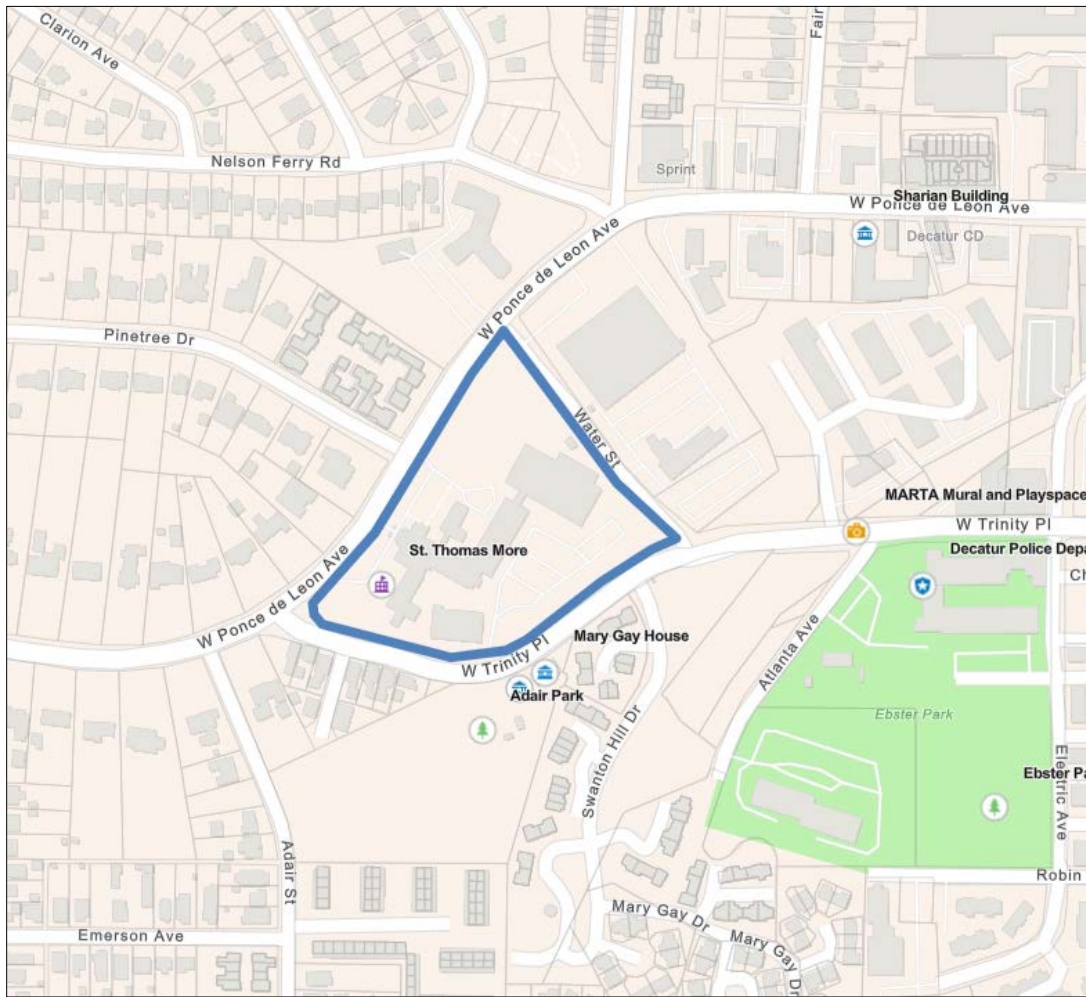 Clarion Ave
Fair
Nelson Ferry Rd
Sprint
Sharian Building
W Ponce de Leon Ave
Decatur CD
W Ponce de Leon Ave
Pinetree Dr
Water St
MARTA Mural and Playspace
W Trinity Pl
Decatur Police Depa
Ch
St. Thomas More
W Ponce de Leon Ave
Mary Gay House
W Trinity Pl
Adair Park
Atlanta Ave
Ebster Park
Swanton Hill Dr
Electric Ave
Ebster Pa
Adair St
Robin
Mary Gay Dr
Mary Gay Dr
Emerson Ave